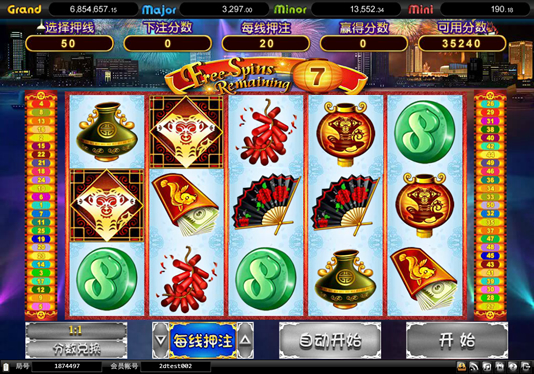 Grand 6,854,657.15 Major 3,297.00 Minor 13,552.34 Mini 190.18
选择押线 下注分数 每线押注 赢得分数 可用分数
50 0 20 0 35240
Free Spins
Remaining 7
8
8
8
1:1
分数兑换 每线押注 自动开始 开始
局号 1874497 会员账号 2dtest002